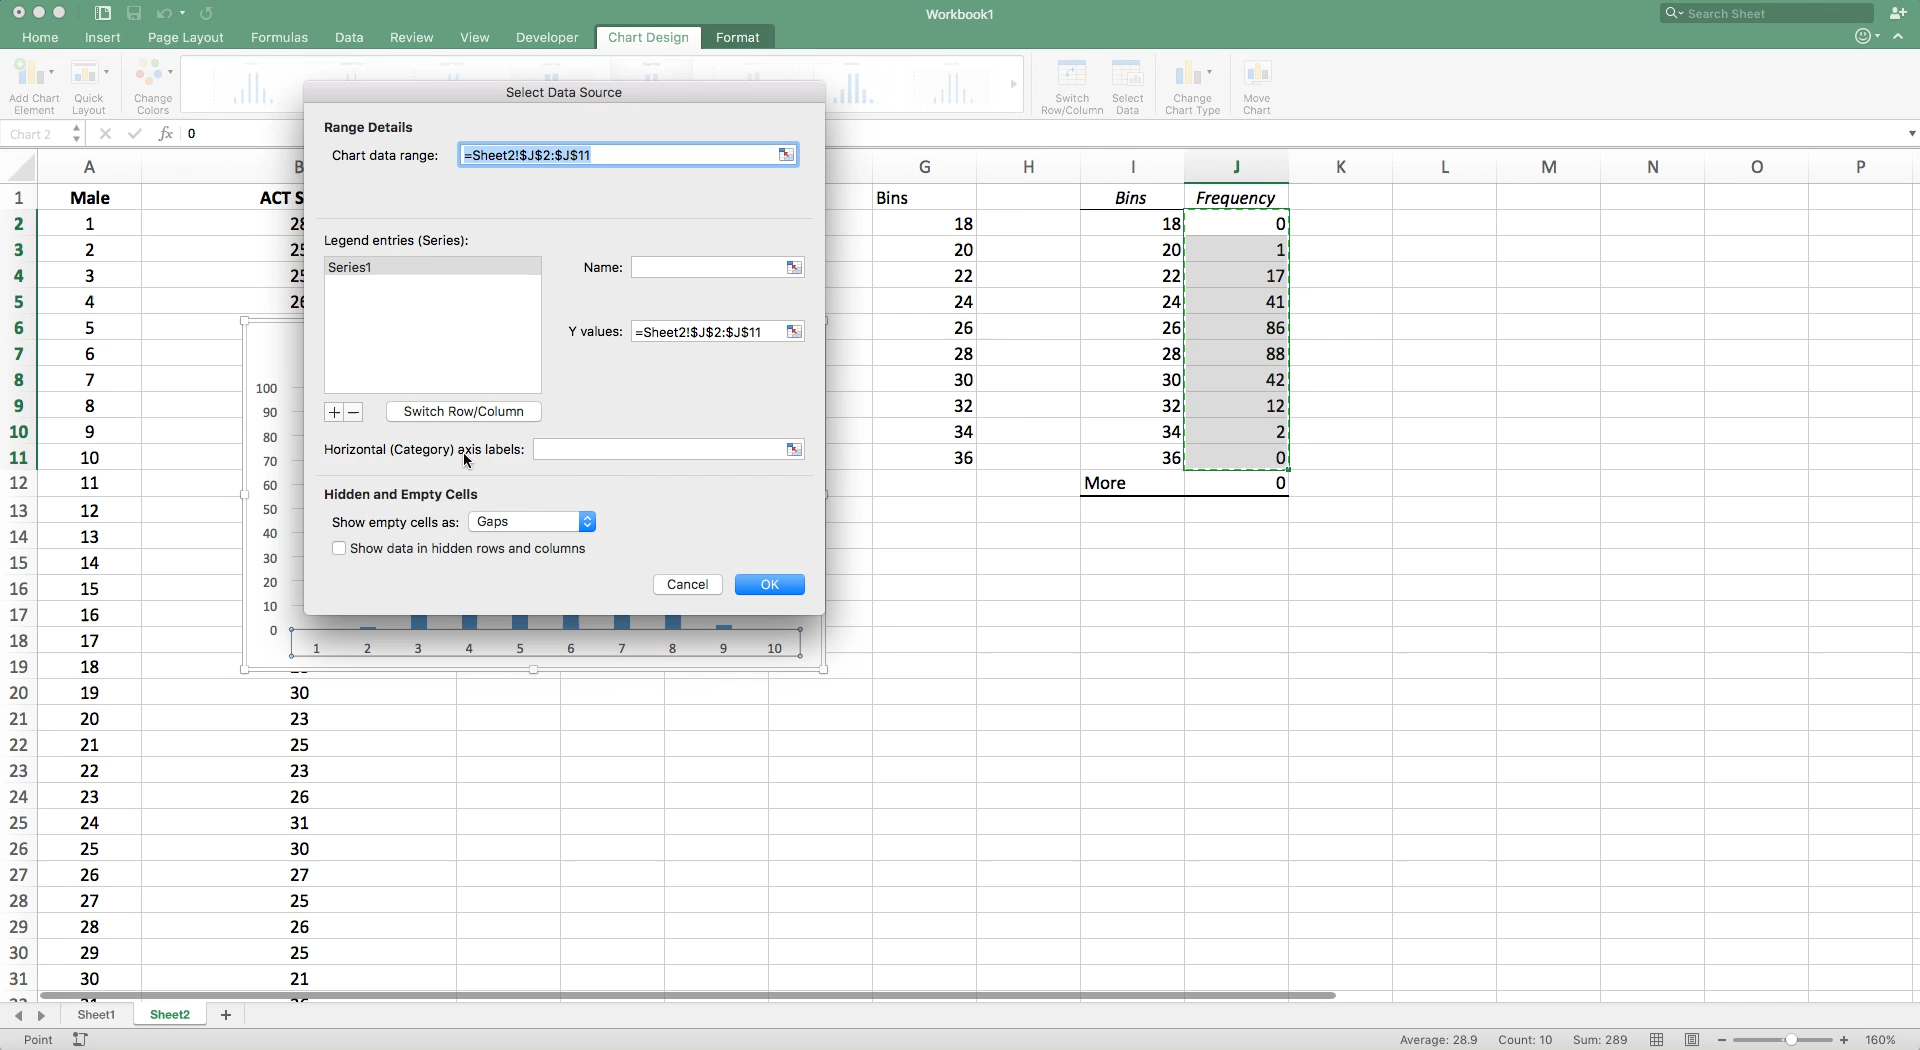 Workbook1
Search Sheet
Home Insert Page Layout Formulas Data Review View Developer Chart Design Format
Add Chart Element
Quick Layout
Change Colors
Switch Row/Column
Select Data
Change Chart Type
Move Chart
Chart 2 fx 0
Select Data Source
Range Details
Chart data range: =Sheet2!$J$2:$J$11
Legend entries (Series):
Series1
Name:
Y values: =Sheet2!$J$2:$J$11
+ − Switch Row/Column
Horizontal (Category) axis labels:
Hidden and Empty Cells
Show empty cells as: Gaps
Show data in hidden rows and columns
Cancel OK
A B G H I J K L M N O P
1 Male ACT S Bins Bins Frequency
2 1 28 18 18 0
3 2 25 20 20 1
4 3 25 22 22 17
5 4 26 24 24 41
6 5 26 26 86
7 6 28 28 88
8 7 30 30 42
9 8 32 32 12
10 9 34 34 2
11 10 36 36 0
12 11 More 0
13 12
14 13
15 14
16 15
17 16
18 17
19 18
20 19 30
21 20 23
22 21 25
23 22 23
24 23 26
25 24 31
26 25 30
27 26 27
28 27 25
29 28 26
30 29 25
31 30 21
100
90
80
70
60
50
40
30
20
10
0
1 2 3 4 5 6 7 8 9 10
Sheet1 Sheet2 +
Point Average: 28.9 Count: 10 Sum: 289 − + 160%